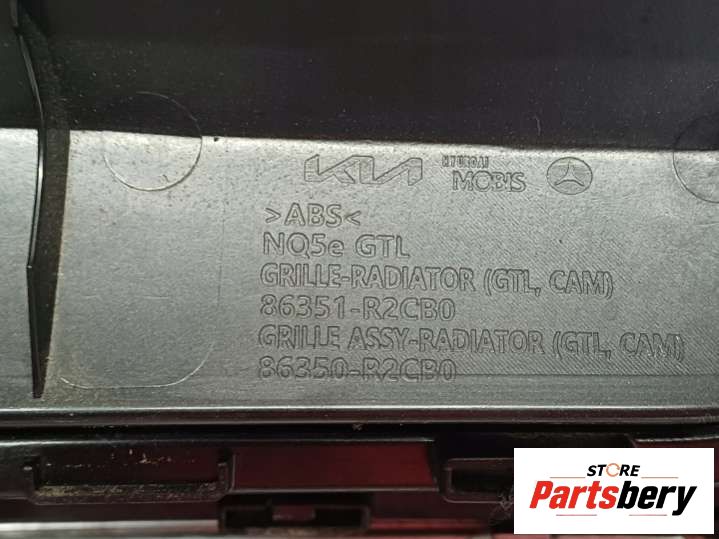 KIA HYUNDAI MOBIS
>ABS<
NQ5e GTL
GRILLE-RADIATOR (GTL, CAM)
86351-R2CB0
GRILLE ASSY-RADIATOR (GTL, CAM)
86350-R2CB0
STORE
Partsbery